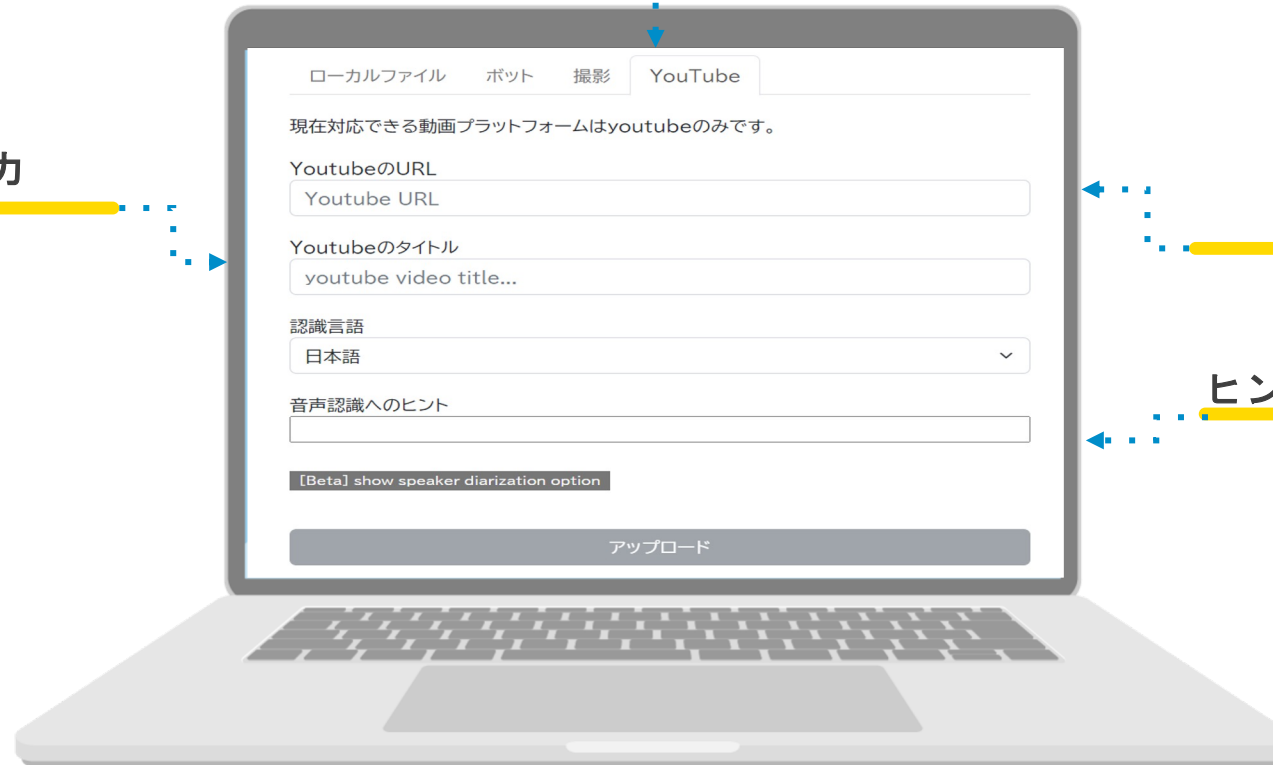 ローカルファイル ボット 撮影 YouTube
現在対応できる動画プラットフォームはyoutubeのみです。
力
YoutubeのURL
Youtube URL
Youtubeのタイトル
youtube video title...
認識言語
日本語
ヒン
音声認識へのヒント
[Beta] show speaker diarization option
アップロード